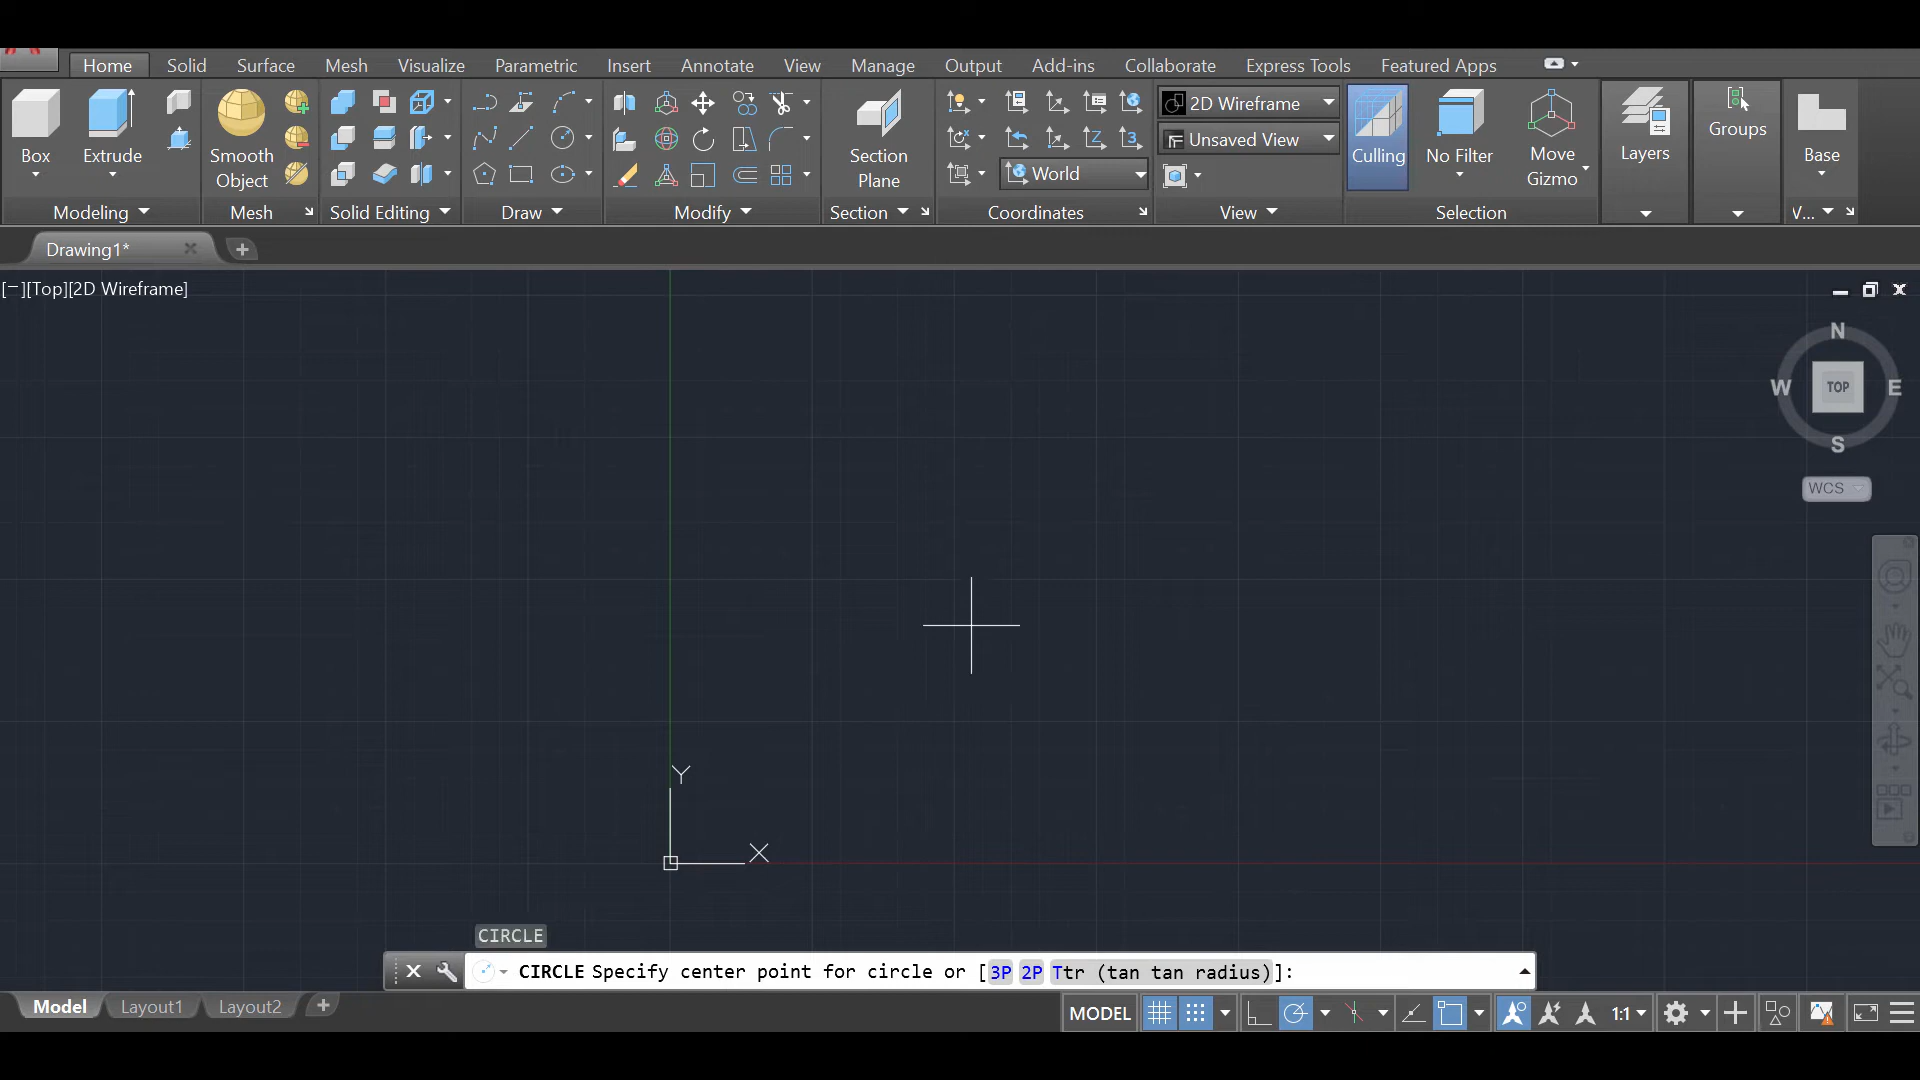 Home Solid Surface Mesh Visualize Parametric Insert Annotate View Manage Output Add-ins Collaborate Express Tools Featured Apps
Box Extrude Smooth Object Section Plane World 2D Wireframe Unsaved View Culling No Filter Move Gizmo Layers Groups Base
Modeling Mesh Solid Editing Draw Modify Section Coordinates View Selection V...
Drawing1*
[−][Top][2D Wireframe]
N
W TOP E
S
WCS
Y
X
CIRCLE
CIRCLE Specify center point for circle or [3P 2P Ttr (tan tan radius)]:
Model Layout1 Layout2 MODEL 1:1